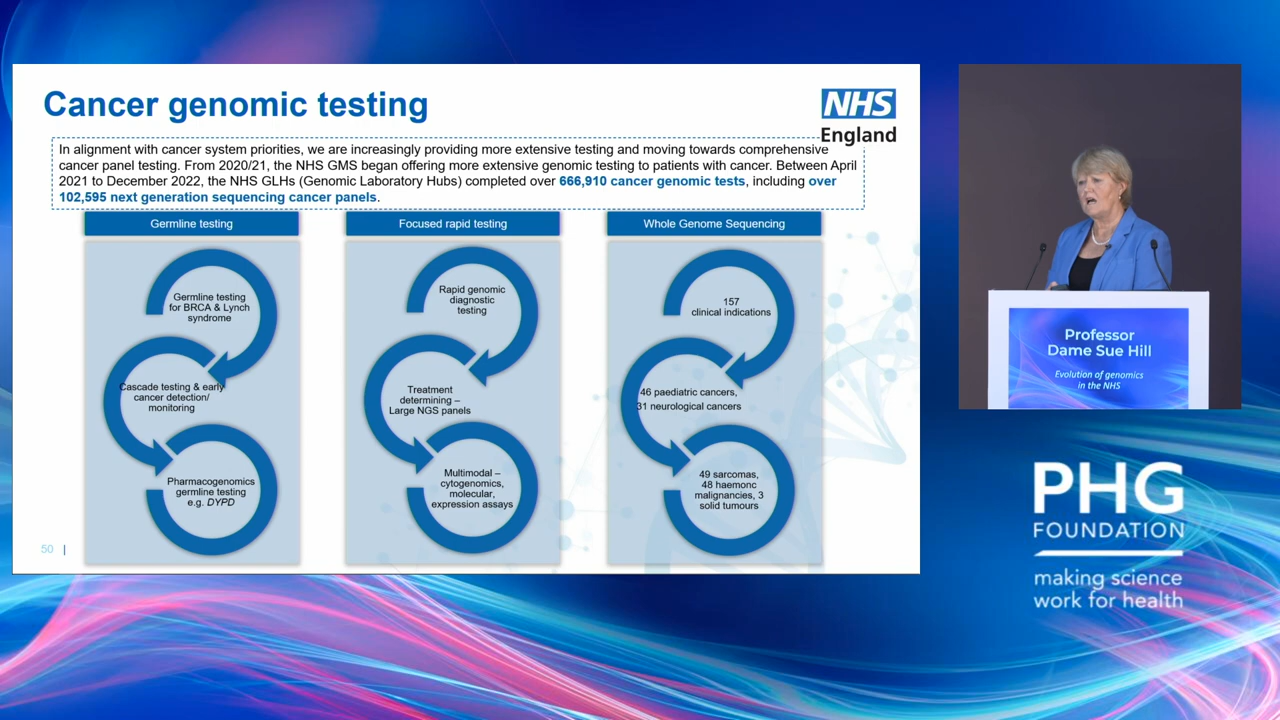 Cancer genomic testing
NHS
England
In alignment with cancer system priorities, we are increasingly providing more extensive testing and moving towards comprehensive
cancer panel testing. From 2020/21, the NHS GMS began offering more extensive genomic testing to patients with cancer. Between April
2021 to December 2022, the NHS GLHs (Genomic Laboratory Hubs) completed over 666,910 cancer genomic tests, including over
102,595 next generation sequencing cancer panels.
Germline testing
Germline testing
for BRCA & Lynch
syndrome
Cascade testing & early
cancer detection/
monitoring
Pharmacogenomics
germline testing
e.g. DYPD
Focused rapid testing
Rapid genomic
diagnostic
testing
Treatment
determining –
Large NGS panels
Multimodal –
cytogenomics,
molecular,
expression assays
Whole Genome Sequencing
157
clinical indications
46 paediatric cancers,
31 neurological cancers
49 sarcomas,
48 haemonc
malignancies, 3
solid tumours
50 |
Professor
Dame Sue Hill
Evolution of genomics
in the NHS
PHG
FOUNDATION
making science
work for health